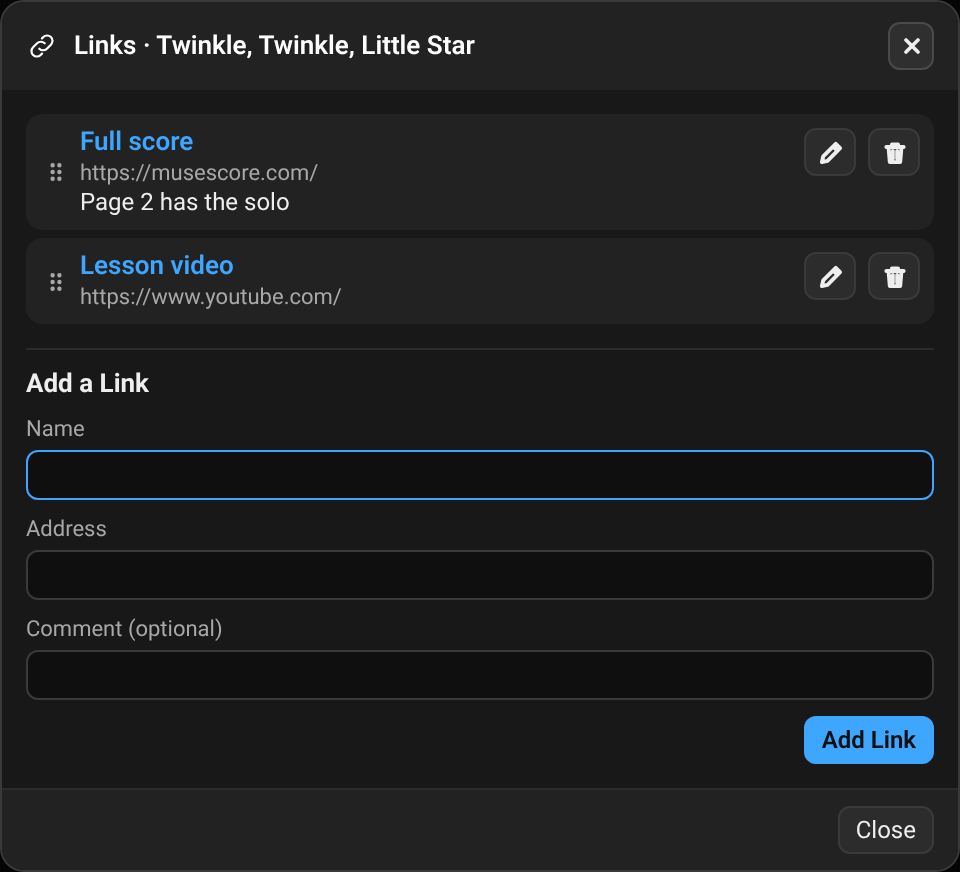 Links · Twinkle, Twinkle, Little Star
Full score
https://musescore.com/
Page 2 has the solo
Lesson video
https://www.youtube.com/
Add a Link
Name
Address
Comment (optional)
Add Link
Close